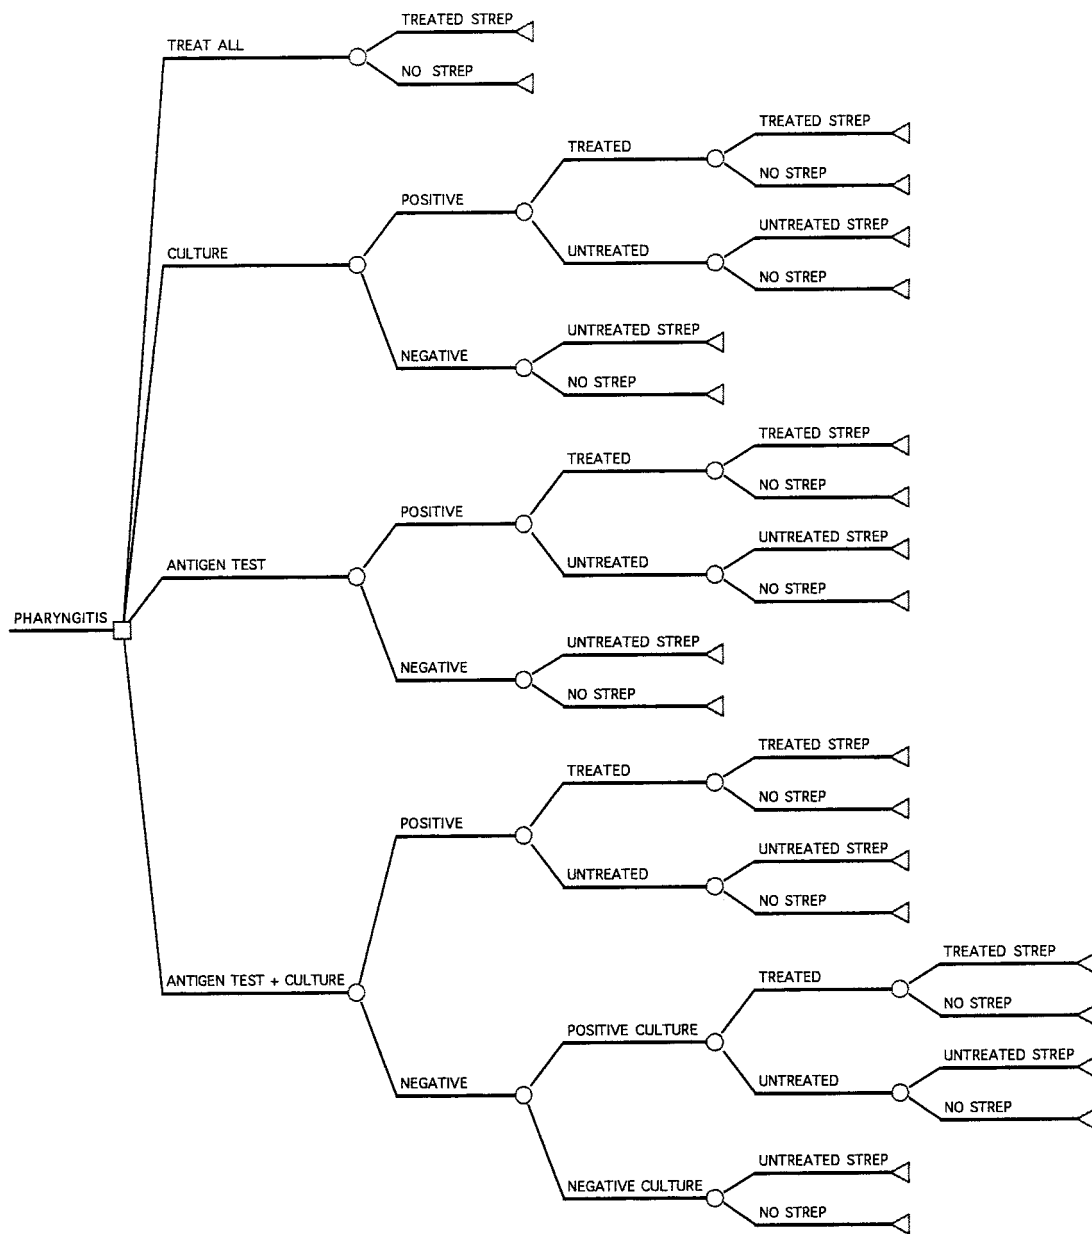 TREATED STREP
TREAT ALL
NO STREP
TREATED STREP
TREATED
NO STREP
POSITIVE
UNTREATED STREP
CULTURE
UNTREATED
NO STREP
UNTREATED STREP
NEGATIVE
NO STREP
TREATED STREP
TREATED
NO STREP
POSITIVE
UNTREATED STREP
ANTIGEN TEST
UNTREATED
NO STREP
PHARYNGITIS
UNTREATED STREP
NEGATIVE
NO STREP
TREATED STREP
TREATED
NO STREP
POSITIVE
UNTREATED STREP
UNTREATED
NO STREP
TREATED STREP
ANTIGEN TEST + CULTURE
TREATED
NO STREP
POSITIVE CULTURE
UNTREATED STREP
NEGATIVE
UNTREATED
NO STREP
UNTREATED STREP
NEGATIVE CULTURE
NO STREP